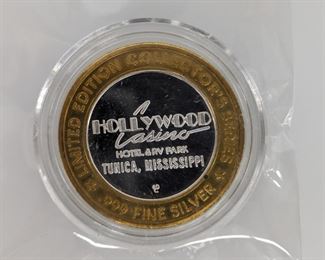 LIMITED EDITION COLLECTOR'S SERIES
A
HOLLYWOOD
Casino
HOTEL & RV PARK
TUNICA, MISSISSIPPI
.999 FINE SILVER